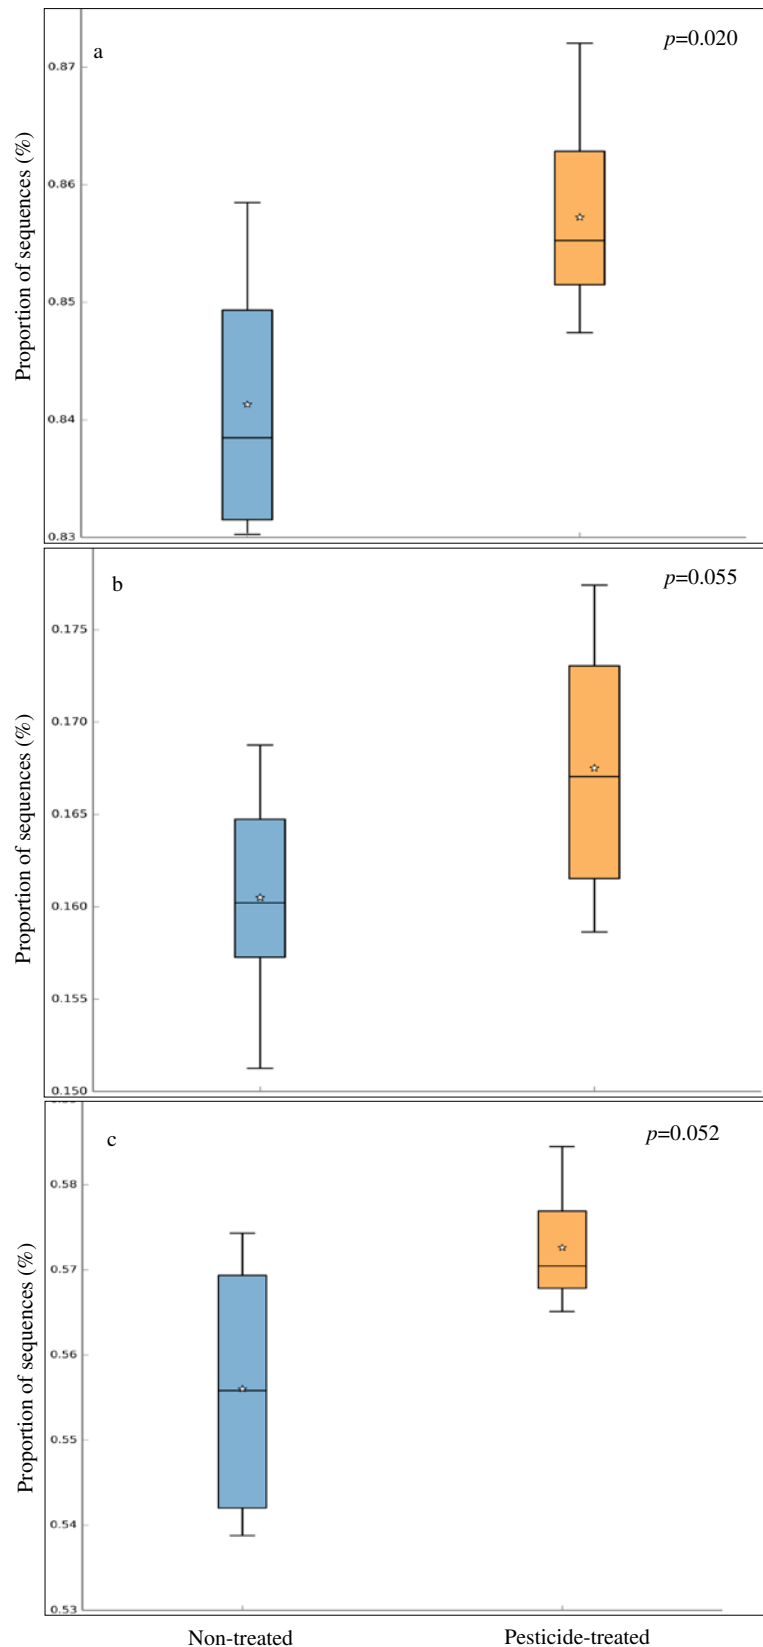 a
p=0.020
0.87
0.86
0.85
0.84
0.83
Proportion of sequences (%)
b
p=0.055
0.175
0.170
0.165
0.160
0.155
0.150
Proportion of sequences (%)
c
p=0.052
0.58
0.57
0.56
0.55
0.54
0.53
Proportion of sequences (%)
Non-treated
Pesticide-treated